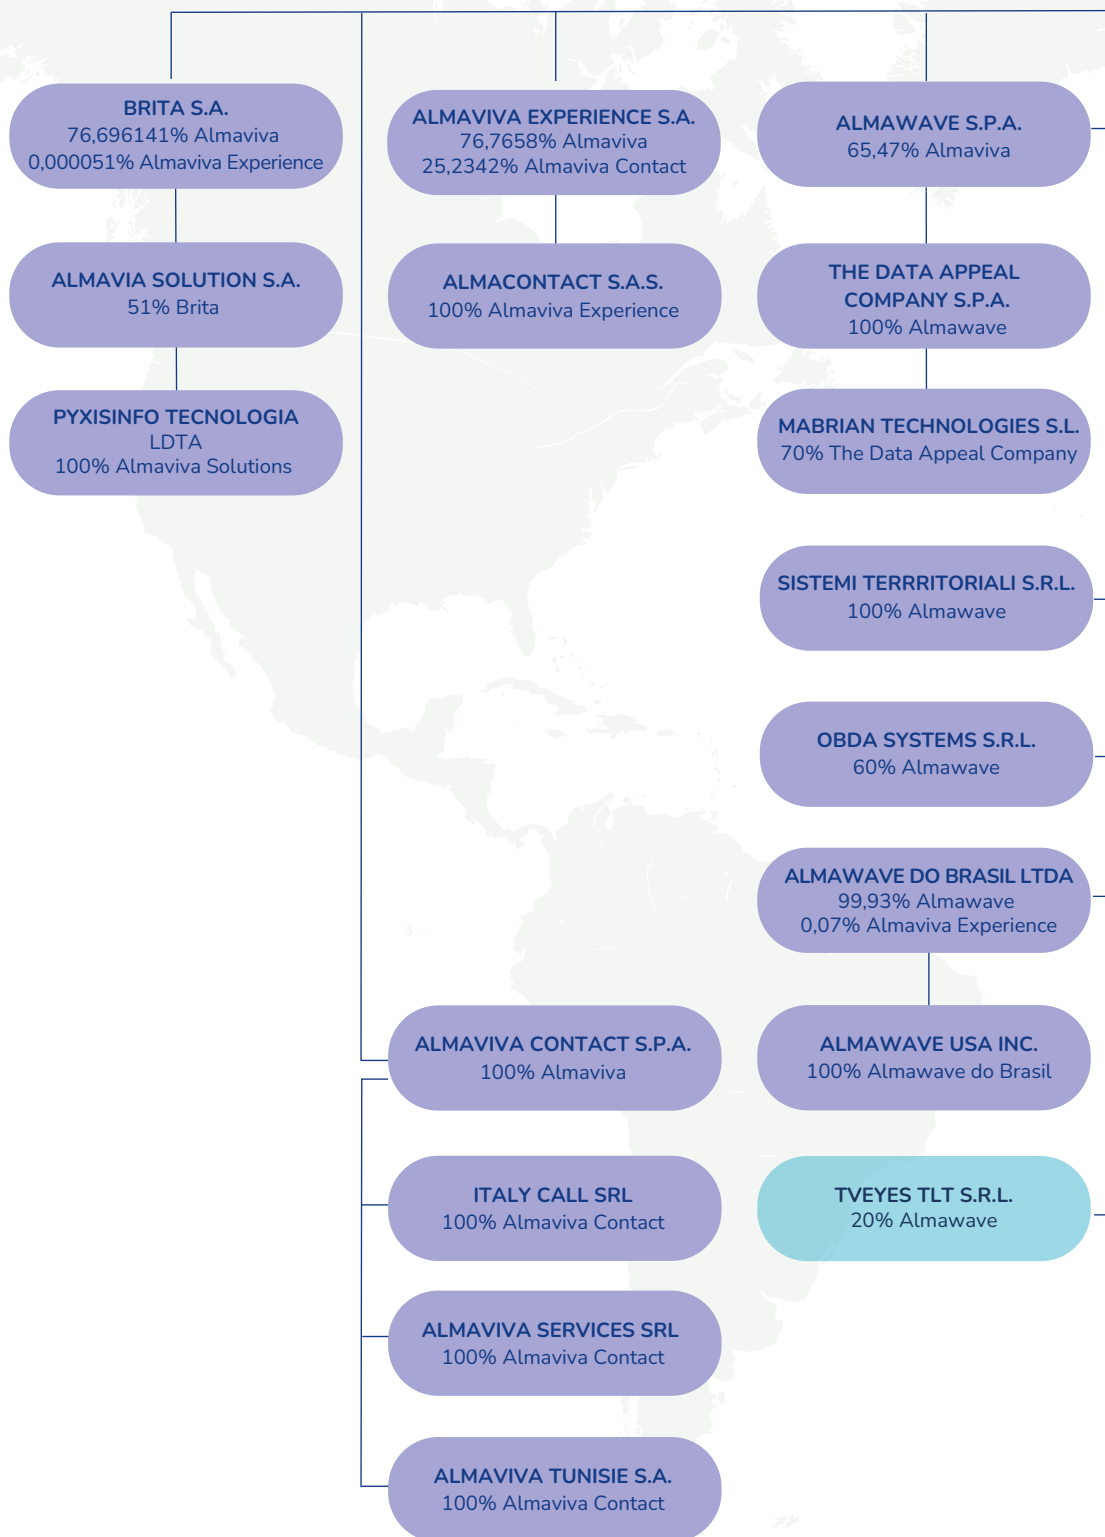 BRITA S.A.
76,696141% Almaviva
0,000051% Almaviva Experience
ALMAVIA SOLUTION S.A.
51% Brita
PYXISINFO TECNOLOGIA
LDTA
100% Almaviva Solutions
ALMAVIVA EXPERIENCE S.A.
76,7658% Almaviva
25,2342% Almaviva Contact
ALMACONTACT S.A.S.
100% Almaviva Experience
ALMAWAVE S.P.A.
65,47% Almaviva
THE DATA APPEAL
COMPANY S.P.A.
100% Almawave
MABRIAN TECHNOLOGIES S.L.
70% The Data Appeal Company
SISTEMI TERRRITORIALI S.R.L.
100% Almawave
OBDA SYSTEMS S.R.L.
60% Almawave
ALMAWAVE DO BRASIL LTDA
99,93% Almawave
0,07% Almaviva Experience
ALMAWAVE USA INC.
100% Almawave do Brasil
TVEYES TLT S.R.L.
20% Almawave
ALMAVIVA CONTACT S.P.A.
100% Almaviva
ITALY CALL SRL
100% Almaviva Contact
ALMAVIVA SERVICES SRL
100% Almaviva Contact
ALMAVIVA TUNISIE S.A.
100% Almaviva Contact